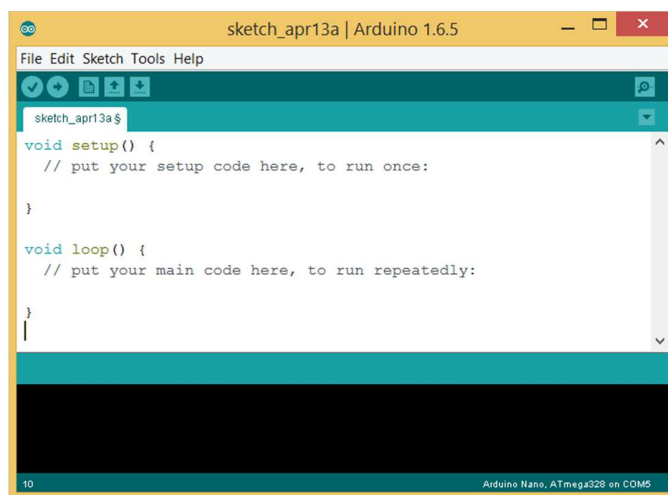 sketch_apr13a | Arduino 1.6.5
File Edit Sketch Tools Help
sketch_apr13a §
void setup() {
  // put your setup code here, to run once:
}
void loop() {
  // put your main code here, to run repeatedly:
}
10
Arduino Nano, ATmega328 on COM5